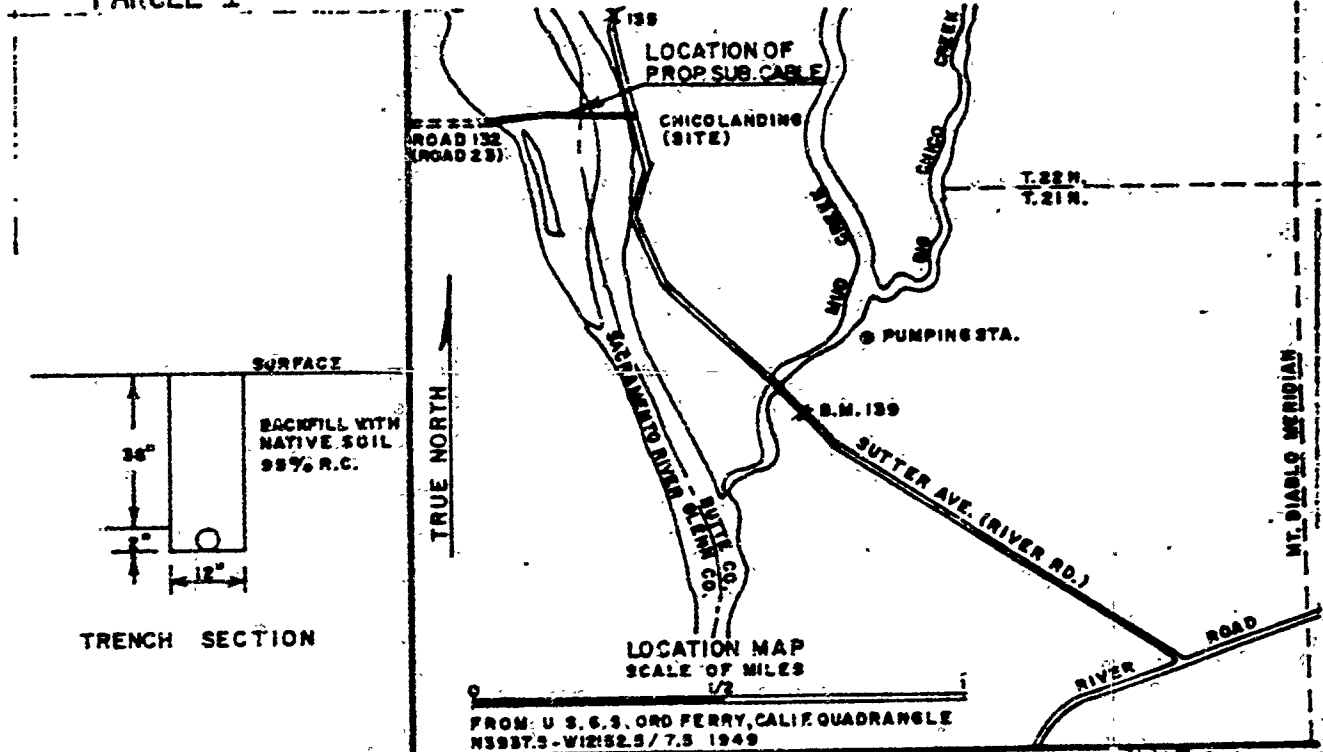 PARCEL 1
135
LOCATION OF
PROP. SUB. CABLE
CHICO LANDING
(SITE)
ROAD 132
(ROAD 23)
CREEK
CHICO
BIG
MUD
CREEK
T. 22 N.
T. 21 N.
PUMPING STA.
B.M. 139
SUTTER AVE. (RIVER RD.)
MT. DIABLO MERIDIAN
SACRAMENTO RIVER
BUTTE CO.
GLENN CO.
TRUE NORTH
SURFACE
BACKFILL WITH
NATIVE SOIL
95% R.C.
36"
12"
TRENCH SECTION
RIVER ROAD
LOCATION MAP
SCALE OF MILES
0 1/2 1
FROM: U.S.G.S. ORD FERRY, CALIF. QUADRANGLE
N3937.5-W12152.5/7.5 1949